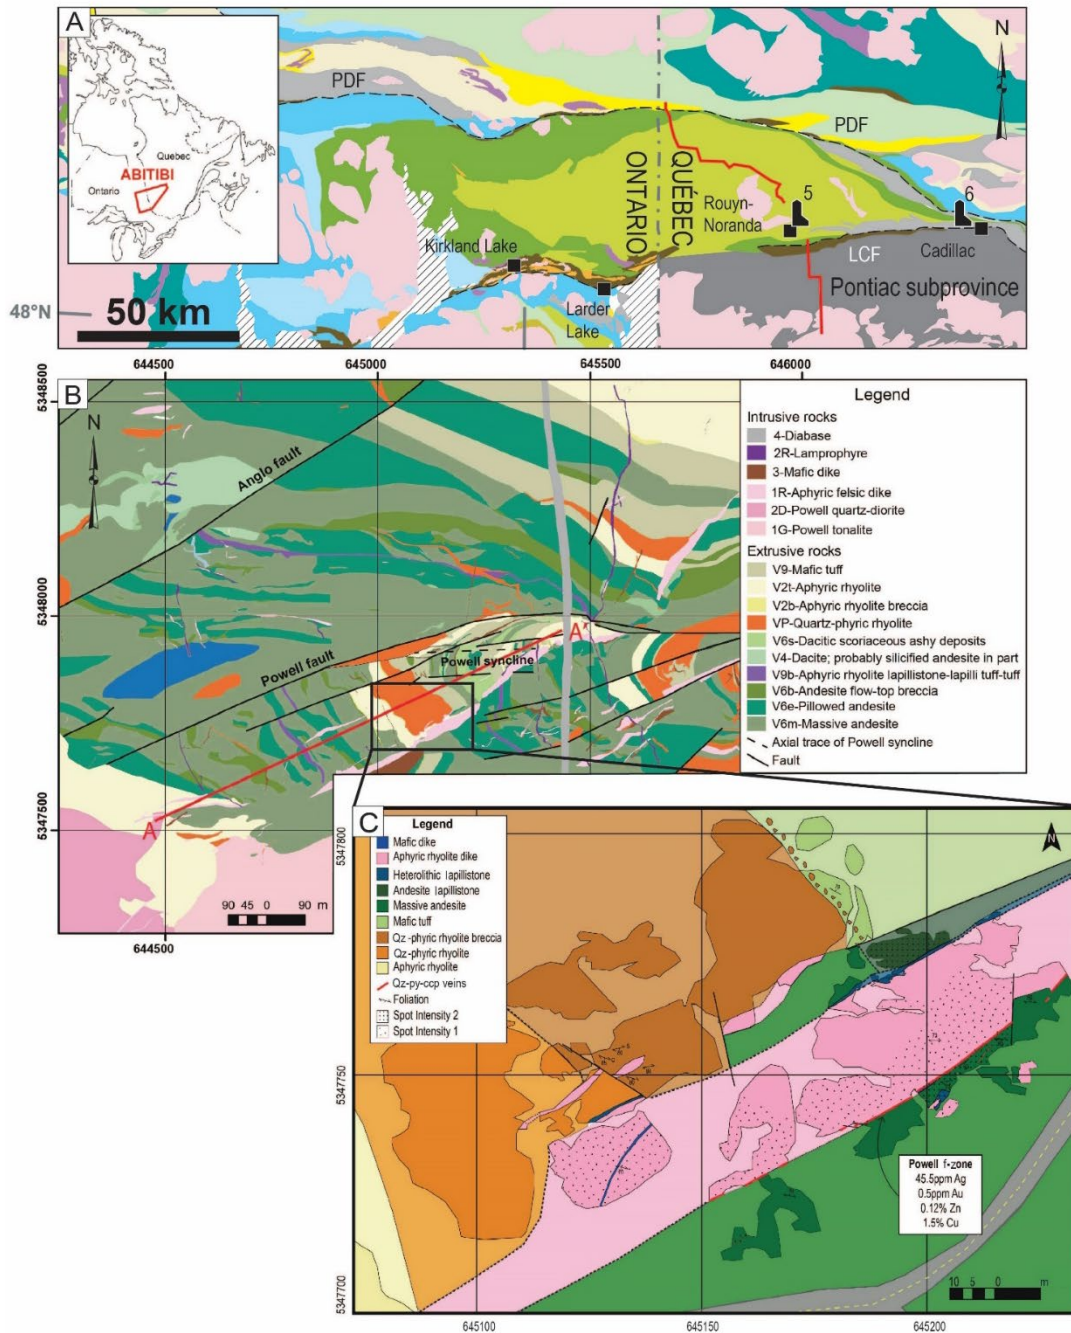 A
Quebec
Ontario
ABITIBI
PDF
PDF
N
ONTARIO
QUÉBEC
Rouyn-
Noranda
5
6
Kirkland Lake
LCF
Cadillac
Larder
Lake
Pontiac subprovince
48°N
50 km
644500
645000
645500
646000
B
N
5348500
5348000
5347500
Anglo fault
Powell fault
Powell syncline
A
A'
90 45 0 90 m
644500
Legend
Intrusive rocks
4-Diabase
2R-Lamprophyre
3-Mafic dike
1R-Aphyric felsic dike
2D-Powell quartz-diorite
1G-Powell tonalite
Extrusive rocks
V9-Mafic tuff
V2t-Aphyric rhyolite
V2b-Aphyric rhyolite breccia
VP-Quartz-phyric rhyolite
V6s-Dacitic scoriaceous ashy deposits
V4-Dacite; probably silicified andesite in part
V9b-Aphyric rhyolite lapillistone-lapilli tuff-tuff
V6b-Andesite flow-top breccia
V6e-Pillowed andesite
V6m-Massive andesite
Axial trace of Powell syncline
Fault
C
Legend
Mafic dike
Aphyric rhyolite dike
Heterolithic lapillistone
Andesite lapillistone
Massive andesite
Mafic tuff
Qz-phyric rhyolite breccia
Qz-phyric rhyolite
Aphyric rhyolite
Qz-py-ccp veins
Foliation
Spot Intensity 2
Spot Intensity 1
N
5347800
5347750
5347700
Powell f-zone
45.5ppm Ag
0.5ppm Au
0.12% Zn
1.5% Cu
10 5 0 m
645100
645150
645200